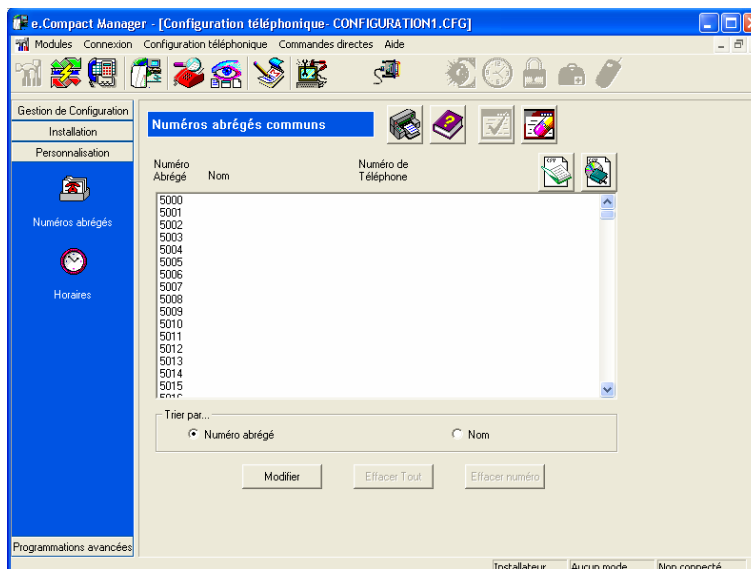 e.Compact Manager - [Configuration téléphonique- CONFIGURATION1.CFG]
Modules Connexion Configuration téléphonique Commandes directes Aide
Gestion de Configuration
Installation
Personnalisation
Numéros abrégés
Horaires
Programmations avancées
Numéros abrégés communs
Numéro Abrégé Nom Numéro de Téléphone
5000
5001
5002
5003
5004
5005
5006
5007
5008
5009
5010
5011
5012
5013
5014
5015
5016
Trier par...
Numéro abrégé Nom
Modifier Effacer Tout Effacer numéro
Installateur Aucun mode Non connecté